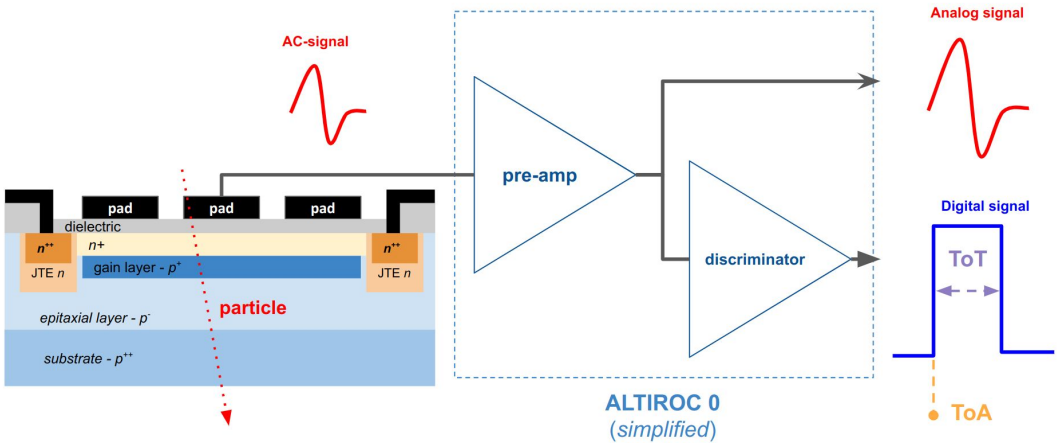 AC-signal
Analog signal
pre-amp
pad pad pad
dielectric
n++ n+ n++
JTE n gain layer - p+ JTE n
discriminator
Digital signal
ToT
particle
epitaxial layer - p-
substrate - p++
ALTIROC 0
(simplified)
ToA